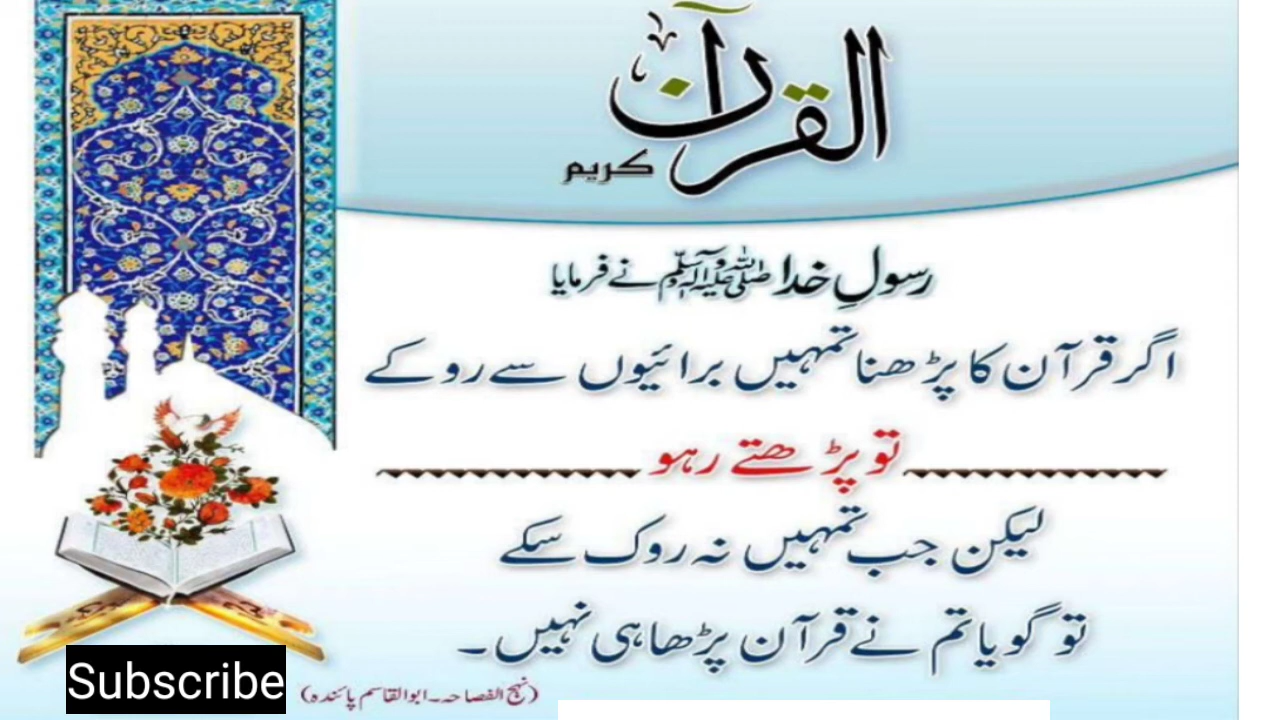 القرآن
کریم
رسولِ خدا صلی اللہ علیہ وآلہ وسلم نے فرمایا
اگر قرآن کا پڑھنا تمہیں برائیوں سے روکے
تو پڑھتے رہو
لیکن جب تمہیں نہ روک سکے
تو گویا تم نے قرآن پڑھا ہی نہیں۔
(نہج الفصاحہ۔ابوالقاسم پائندہ)
Subscribe